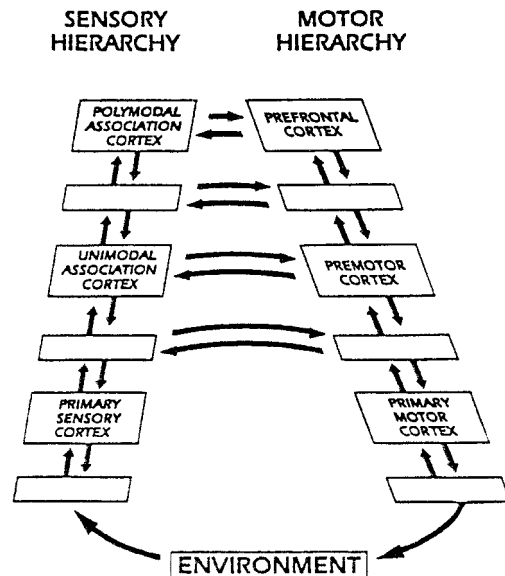 SENSORY
HIERARCHY
MOTOR
HIERARCHY
POLYMODAL
ASSOCIATION
CORTEX
PREFRONTAL
CORTEX
UNIMODAL
ASSOCIATION
CORTEX
PREMOTOR
CORTEX
PRIMARY
SENSORY
CORTEX
PRIMARY
MOTOR
CORTEX
ENVIRONMENT